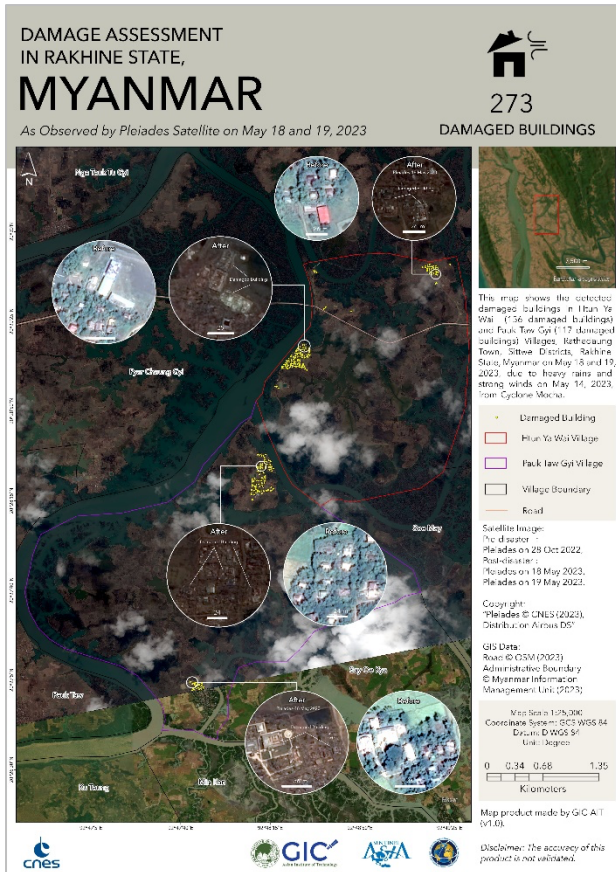 DAMAGE ASSESSMENT
IN RAKHINE STATE,
MYANMAR
As Observed by Pleiades Satellite on May 18 and 19, 2023
273
DAMAGED BUILDINGS
N
Before
After
Before
After
This map shows the detected
damaged buildings in Htun Ya
Wai (156 damaged buildings)
and Pauk Taw Gyi (117 damaged
buildings) Villages, Rathedaung
Town, Sittwe Districts, Rakhine
State, Myanmar on May 18 and 19,
2023, due to heavy rains and
strong winds on May 14, 2023,
from Cyclone Mocha.
Damaged Building
Htun Ya Wai Village
Pauk Taw Gyi Village
Village Boundary
Road
After
Before
After
Before
Pauk Taw
Satellite Image:
Pre-disaster :
Pleiades on 28 Oct 2022,
Post-disaster :
Pleiades on 18 May 2023,
Pleiades on 19 May 2023.
Copyright:
"Pleiades © CNES (2023),
Distribution Airbus DS"
GIS Data:
Road © OSM (2023)
Administrative Boundary
© Myanmar Information
Management Unit (2023)
Map Scale 1:25,000
Coordinate System: GCS WGS 84
Datum: D WGS 84
Unit: Degree
0 0.34 0.68 1.35
Kilometers
Map product made by GIC-AIT
(v1.0).
Disclaimer: The accuracy of this
product is not validated.
cnes
GIC
Asian Institute of Technology